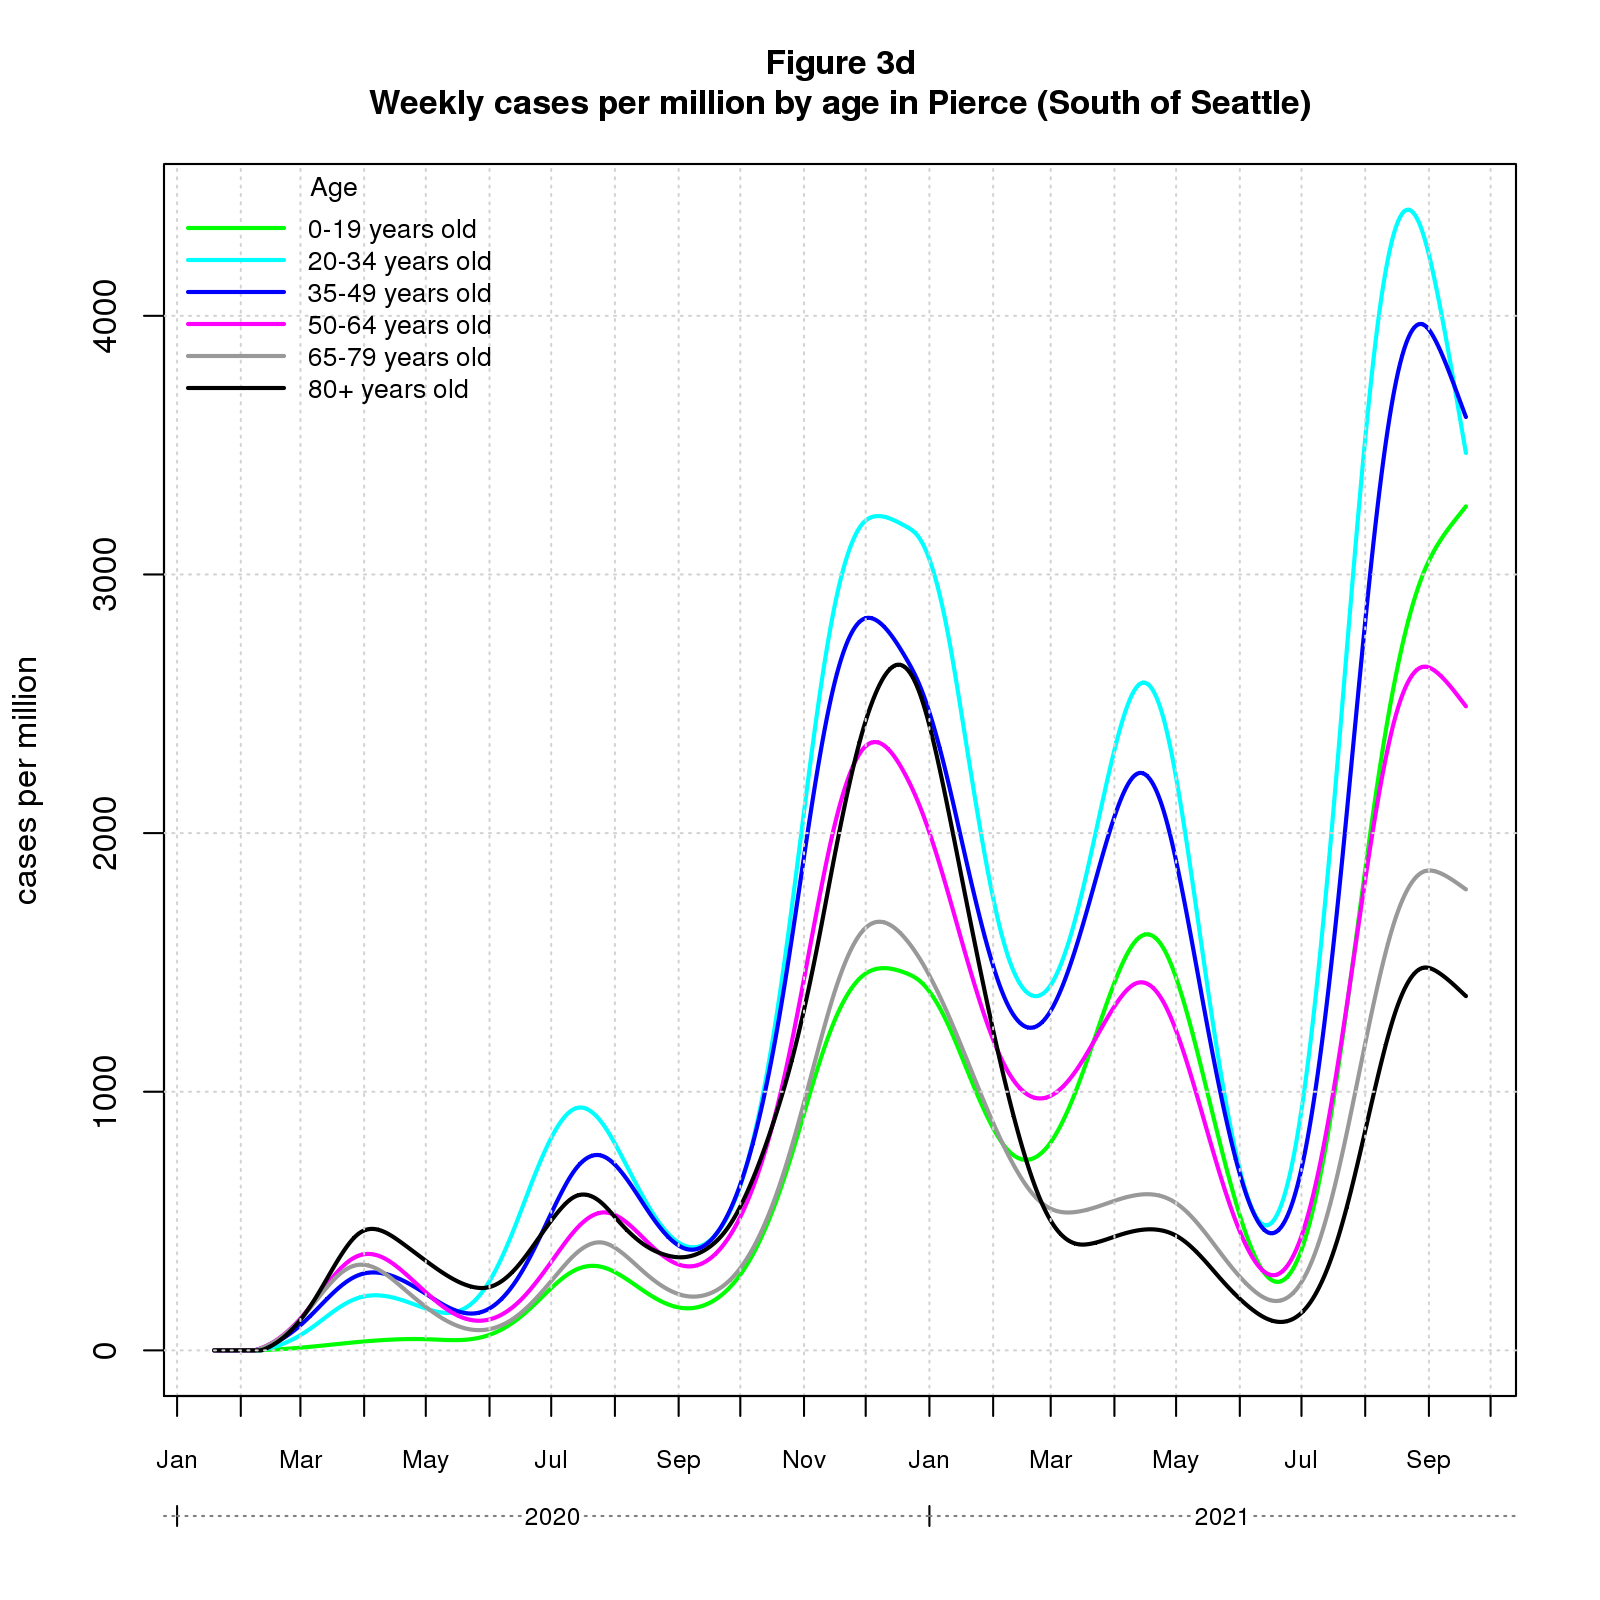 Figure 3d
Weekly cases per million by age in Pierce (South of Seattle)
Age
0-19 years old
20-34 years old
35-49 years old
50-64 years old
65-79 years old
80+ years old
cases per million
4000
3000
2000
1000
0
Jan Mar May Jul Sep Nov Jan Mar May Jul Sep
2020 2021